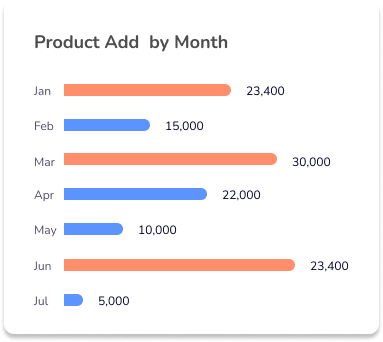 Product Add by Month
Jan 23,400
Feb 15,000
Mar 30,000
Apr 22,000
May 10,000
Jun 23,400
Jul 5,000